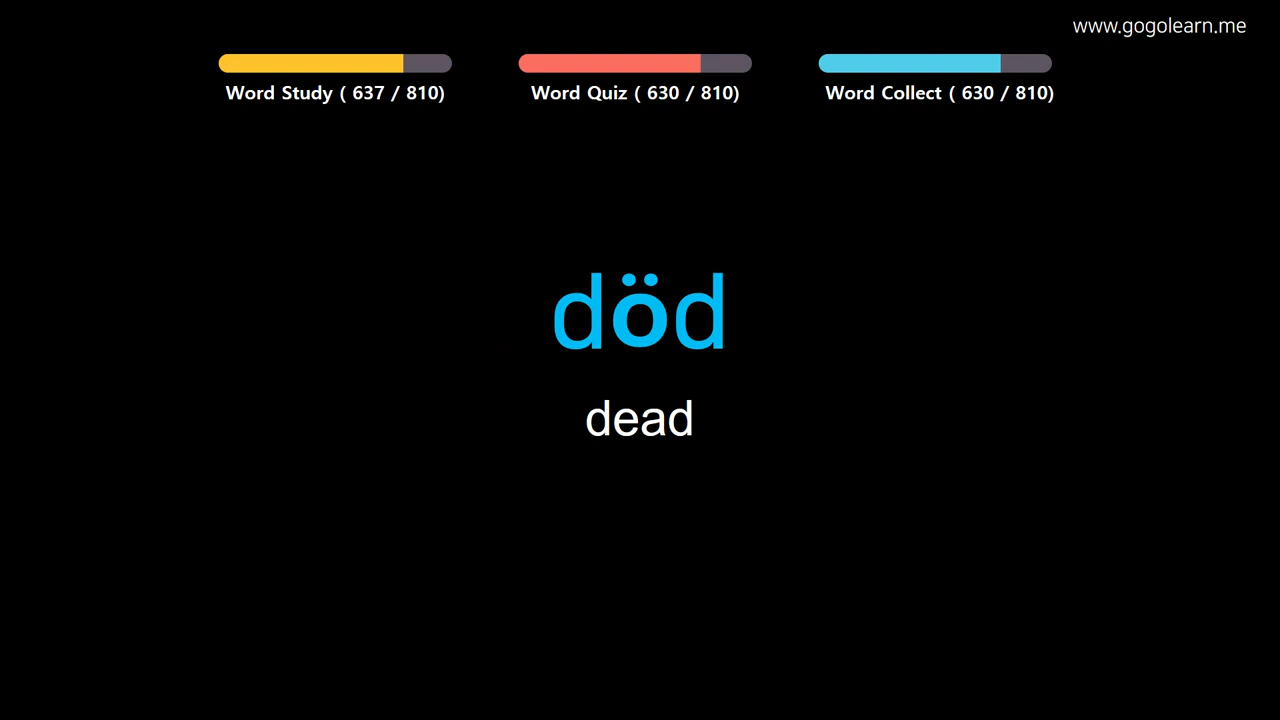 www.gogolearn.me
Word Study ( 637 / 810)
Word Quiz ( 630 / 810)
Word Collect ( 630 / 810)
död
dead